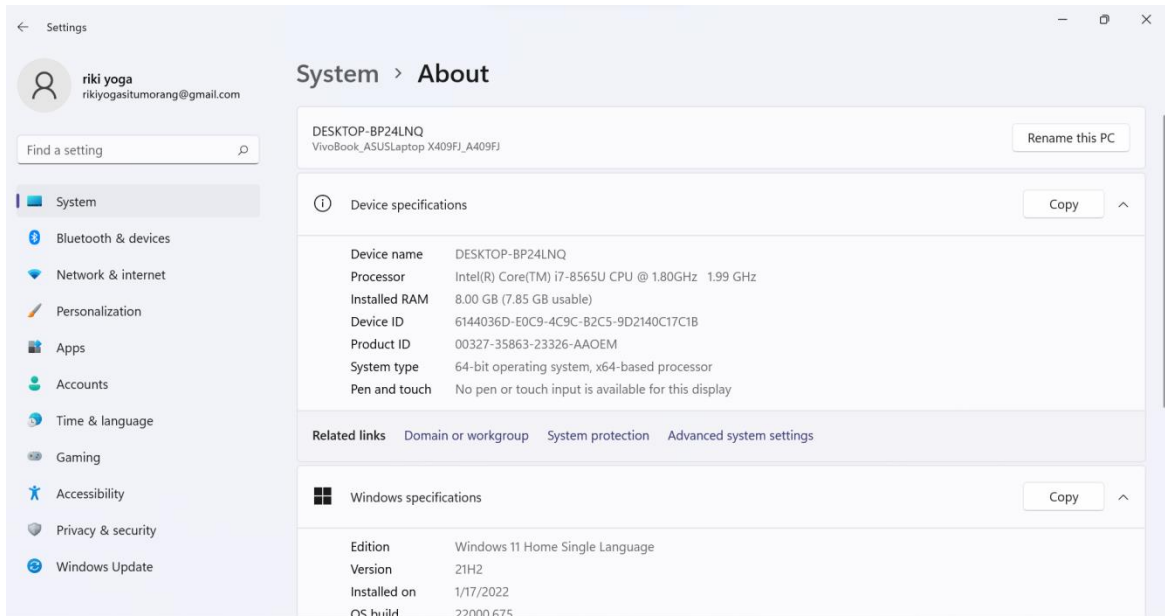 Settings
riki yoga
rikiyogasitumorang@gmail.com
Find a setting
System
Bluetooth & devices
Network & internet
Personalization
Apps
Accounts
Time & language
Gaming
Accessibility
Privacy & security
Windows Update
System > About
DESKTOP-BP24LNQ
VivoBook_ASUSLaptop X409FJ_A409FJ
Rename this PC
Device specifications
Copy
Device name DESKTOP-BP24LNQ
Processor Intel(R) Core(TM) i7-8565U CPU @ 1.80GHz 1.99 GHz
Installed RAM 8.00 GB (7.85 GB usable)
Device ID 6144036D-E0C9-4C9C-B2C5-9D2140C17C1B
Product ID 00327-35863-23326-AAOEM
System type 64-bit operating system, x64-based processor
Pen and touch No pen or touch input is available for this display
Related links Domain or workgroup System protection Advanced system settings
Windows specifications
Copy
Edition Windows 11 Home Single Language
Version 21H2
Installed on 1/17/2022
OS build 22000.675